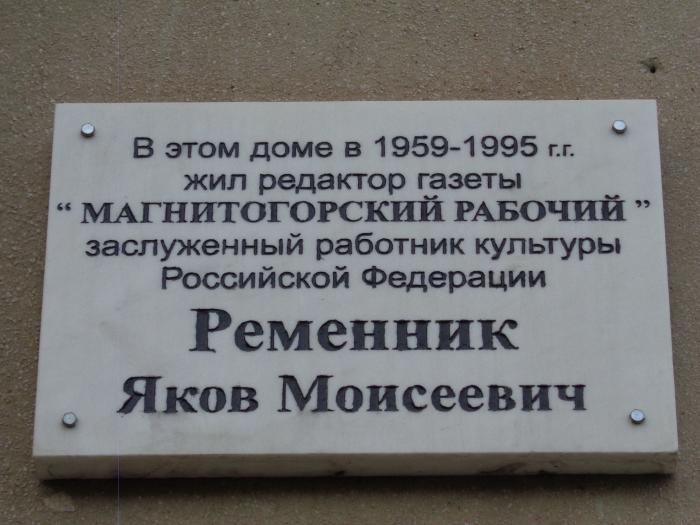 В этом доме в 1959-1995 г.г.
жил редактор газеты
“ МАГНИТОГОРСКИЙ РАБОЧИЙ ”
заслуженный работник культуры
Российской Федерации
Ременник
Яков Моисеевич